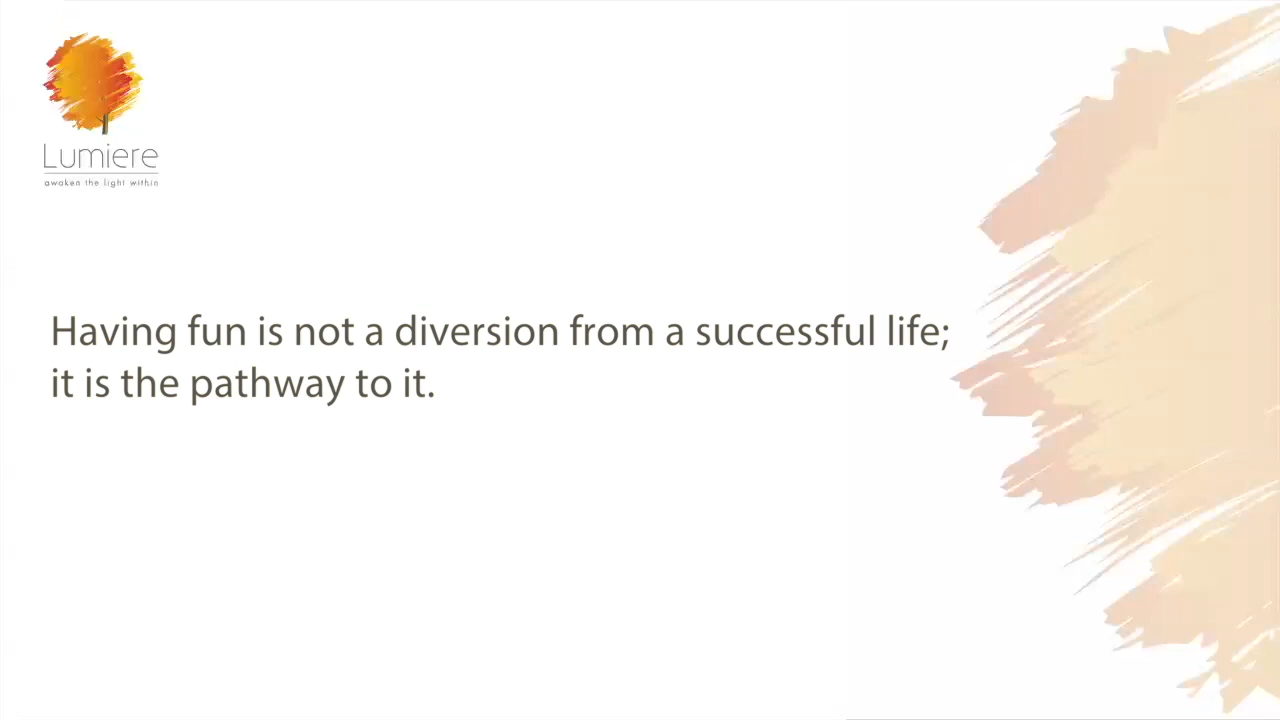 Lumiere
awaken the light within
Having fun is not a diversion from a successful life;
it is the pathway to it.